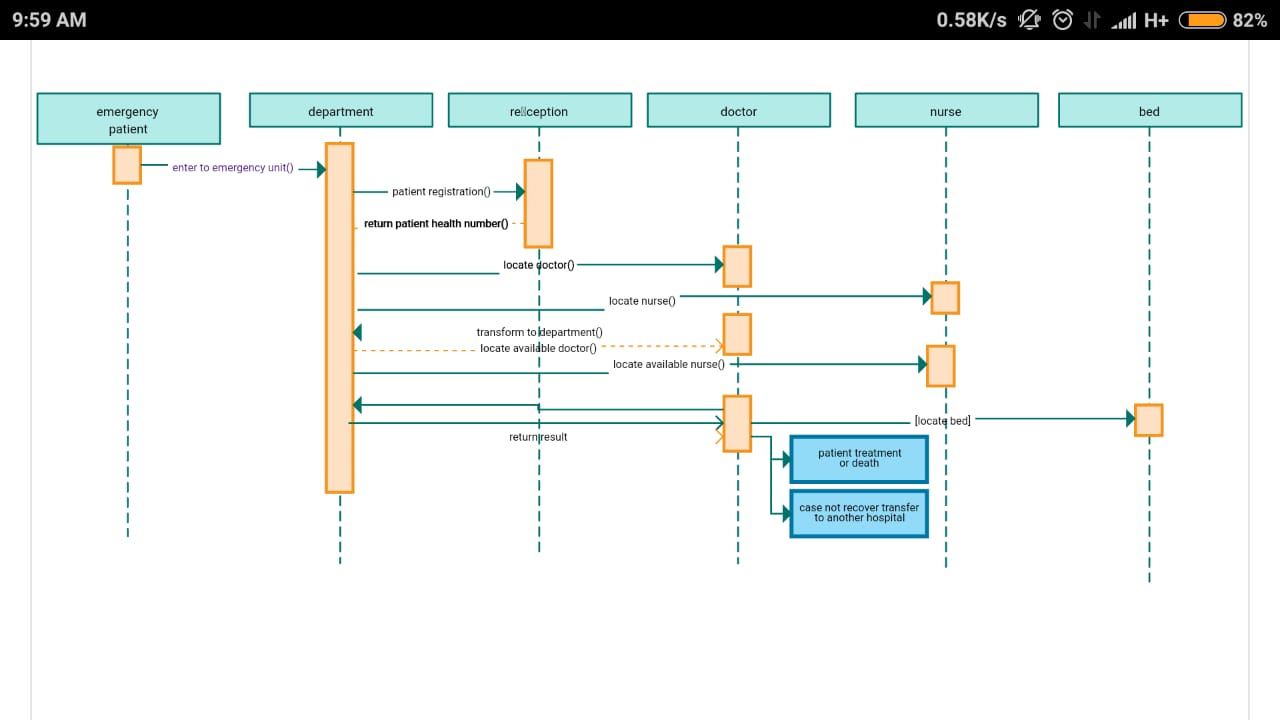 9:59 AM
0.58K/s
H+
82%
emergency
patient
department
re▯ception
doctor
nurse
bed
enter to emergency unit()
patient registration()
return patient health number()
locate doctor()
locate nurse()
transform to department()
locate available doctor()
locate available nurse()
[locate bed]
return result
patient treatment
or death
case not recover transfer
to another hospital